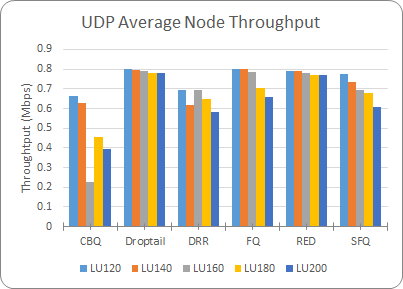 UDP Average Node Throughput
Throughtput (Mbps)
0.9
0.8
0.7
0.6
0.5
0.4
0.3
0.2
0.1
0
CBQ Droptail DRR FQ RED SFQ
LU120 LU140 LU160 LU180 LU200